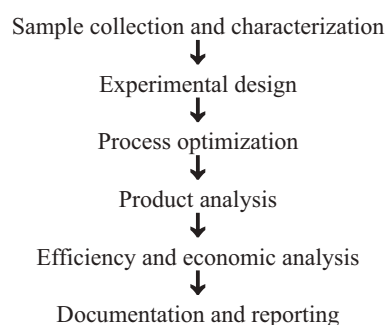 Sample collection and characterization
Experimental design
Process optimization
Product analysis
Efficiency and economic analysis
Documentation and reporting